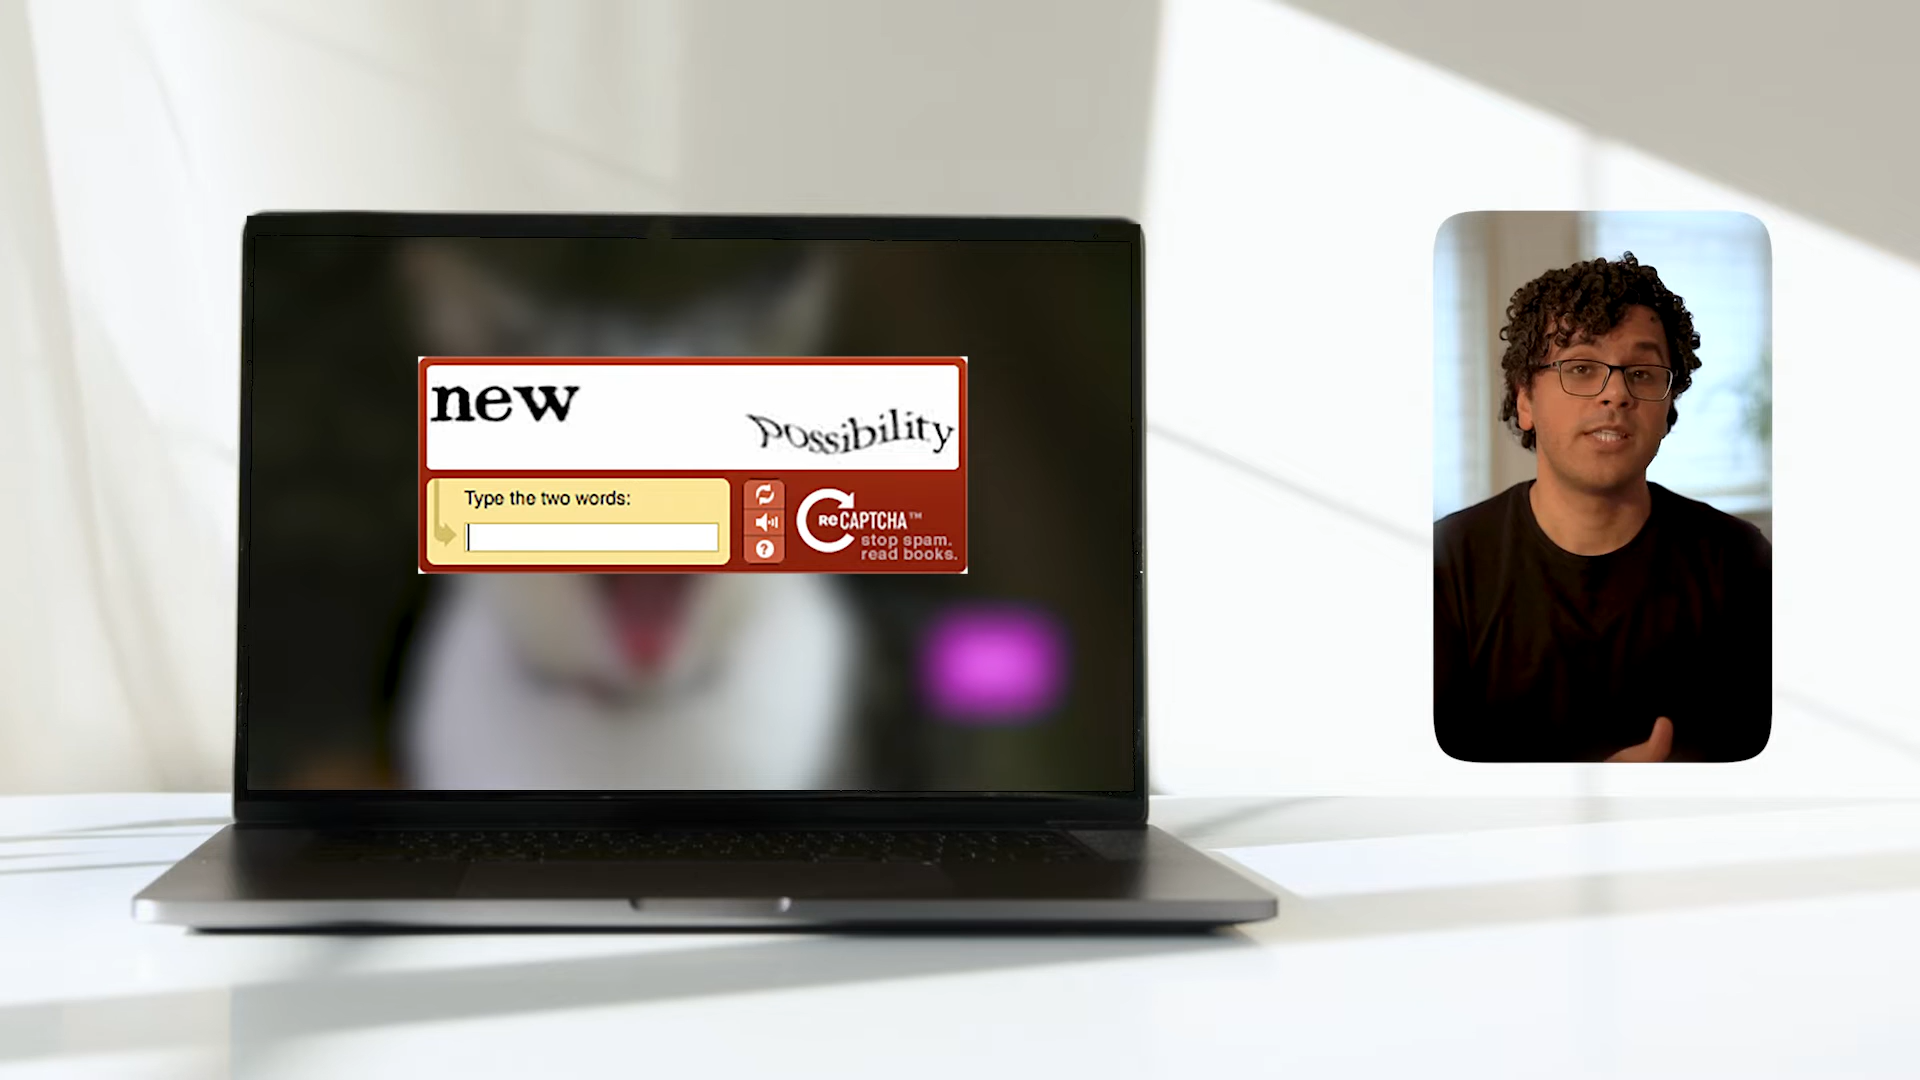 new
possibility
Type the two words:
?
ReCAPTCHA™
stop spam.
read books.